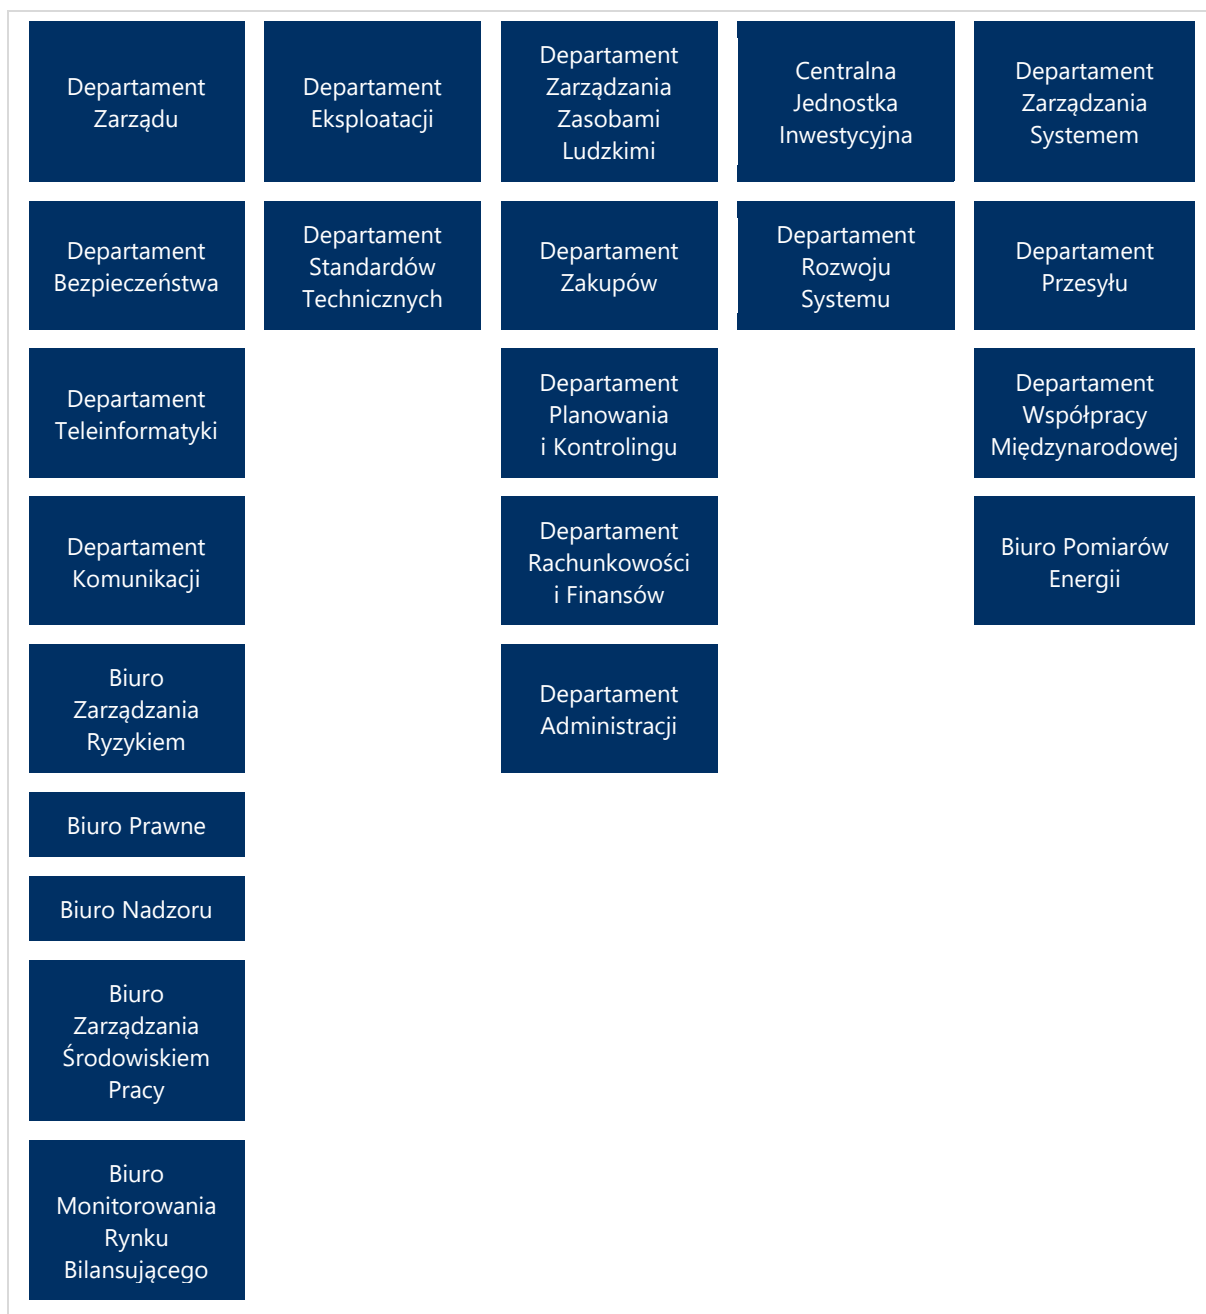 Departament
Zarządu
Departament
Eksploatacji
Departament
Zarządzania
Zasobami
Ludzkimi
Centralna
Jednostka
Inwestycyjna
Departament
Zarządzania
Systemem
Departament
Bezpieczeństwa
Departament
Standardów
Technicznych
Departament
Zakupów
Departament
Rozwoju
Systemu
Departament
Przesyłu
Departament
Teleinformatyki
Departament
Planowania
i Kontrolingu
Departament
Współpracy
Międzynarodowej
Departament
Komunikacji
Departament
Rachunkowości
i Finansów
Biuro Pomiarów
Energii
Biuro
Zarządzania
Ryzykiem
Departament
Administracji
Biuro Prawne
Biuro Nadzoru
Biuro
Zarządzania
Środowiskiem
Pracy
Biuro
Monitorowania
Rynku
Bilansującego